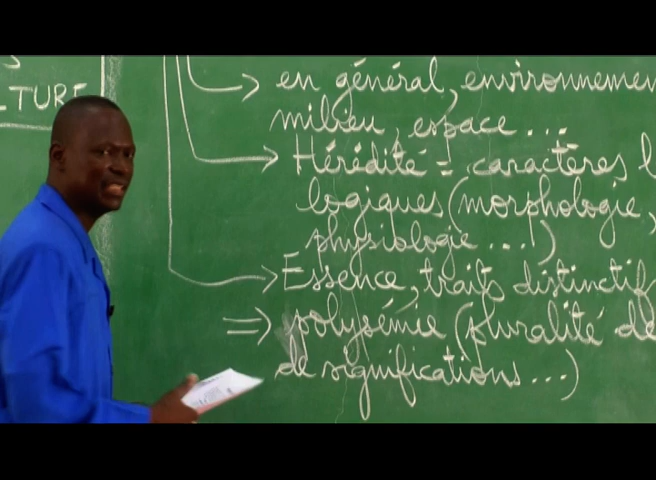 S
LTURE
→ en général, environnemen
milieu, espace...
→ Hérédité = caractères
logiques (morphologie,
physiologie....)
→ Essence, traits distinctif
⇒ polysémie (pluralité de
de significations...)